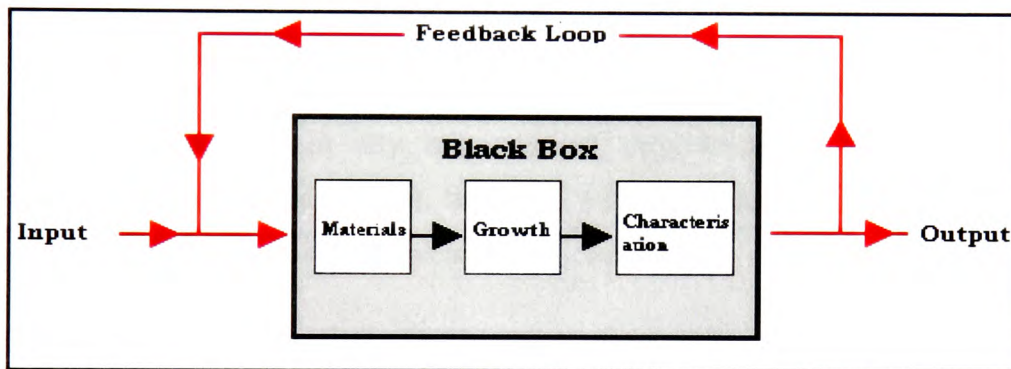 Feedback Loop
Black Box
Input
Materials
Growth
Characteris
ation
Output